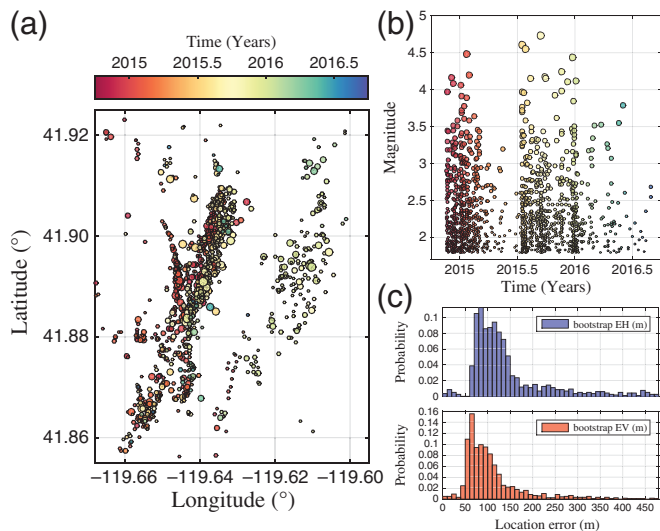 (a)
Time (Years)
2015 2015.5 2016 2016.5
41.92
41.90
41.88
41.86
Latitude (°)
−119.66 −119.64 −119.62 −119.60
Longitude (°)
(b)
5
4.5
4
3.5
3
2.5
2
Magnitude
2015 2015.5 2016 2016.5
Time (Years)
(c)
0.1
0.08
0.06
0.04
0.02
0
Probability
bootstrap EH (m)
0.16
0.14
0.12
0.1
0.08
0.06
0.04
0.02
0
Probability
bootstrap EV (m)
0 50 100 150 200 250 300 350 400 450
Location error (m)